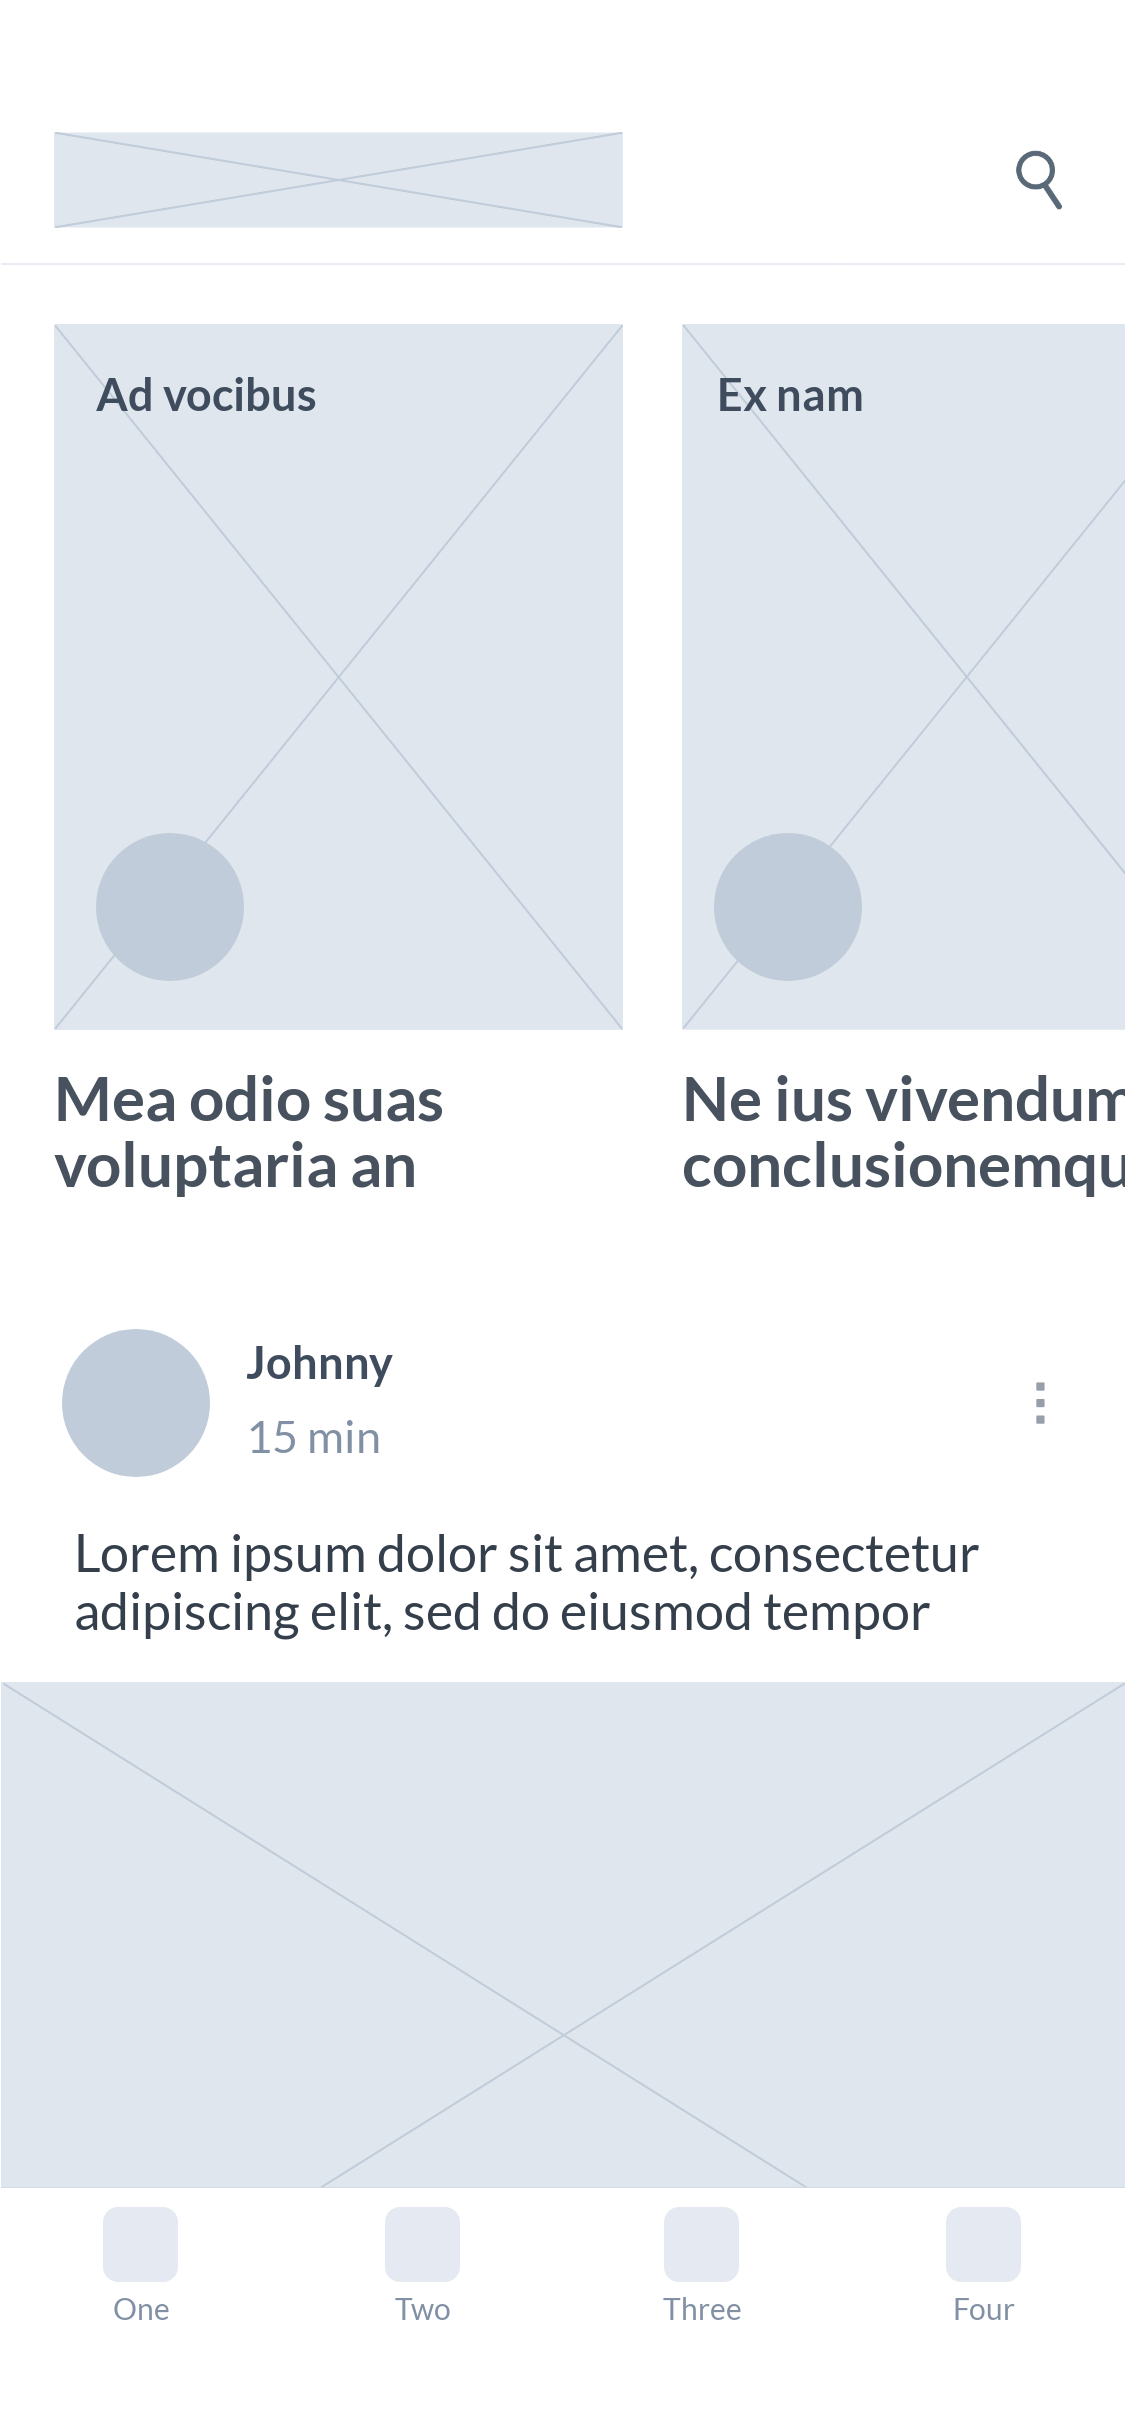 Ad vocibus
Ex nam
Mea odio suas
voluptaria an
Ne ius vivendum
conclusionemqu
Johnny
15 min
Lorem ipsum dolor sit amet, consectetur
adipiscing elit, sed do eiusmod tempor
One
Two
Three
Four